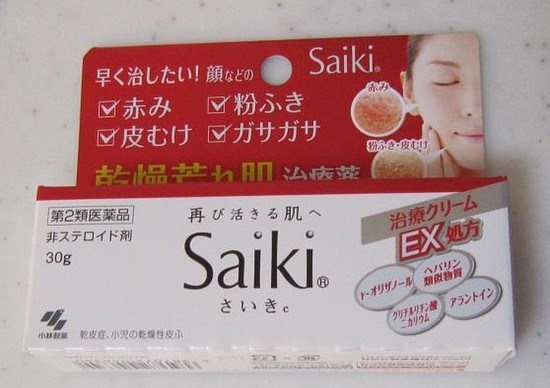 早く治したい!顔などの
Saiki®
赤み
粉ふき
皮むけ
ガサガサ
赤み
粉ふき・皮むけ
乾燥荒れ肌 治療薬
第2類医薬品
非ステロイド剤
30g
再び活きる肌へ
Saiki®
さいきc
治療クリーム
EX処方
γ-オリザノール
ヘパリン
類似物質
グリチルリチン酸
二カリウム
アラントイン
小林製薬
乾皮症、小児の乾燥性皮ふ